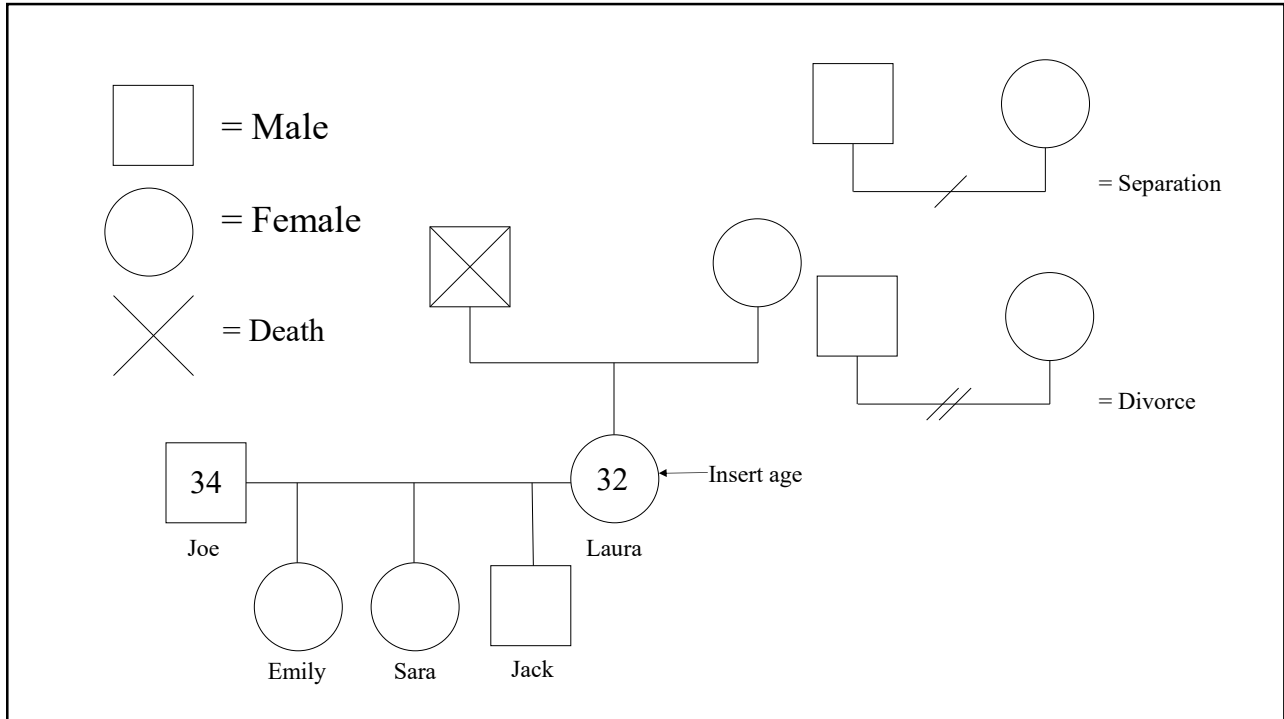 = Male
= Separation
= Female
= Death
= Divorce
34
32
Insert age
Joe
Laura
Emily
Sara
Jack